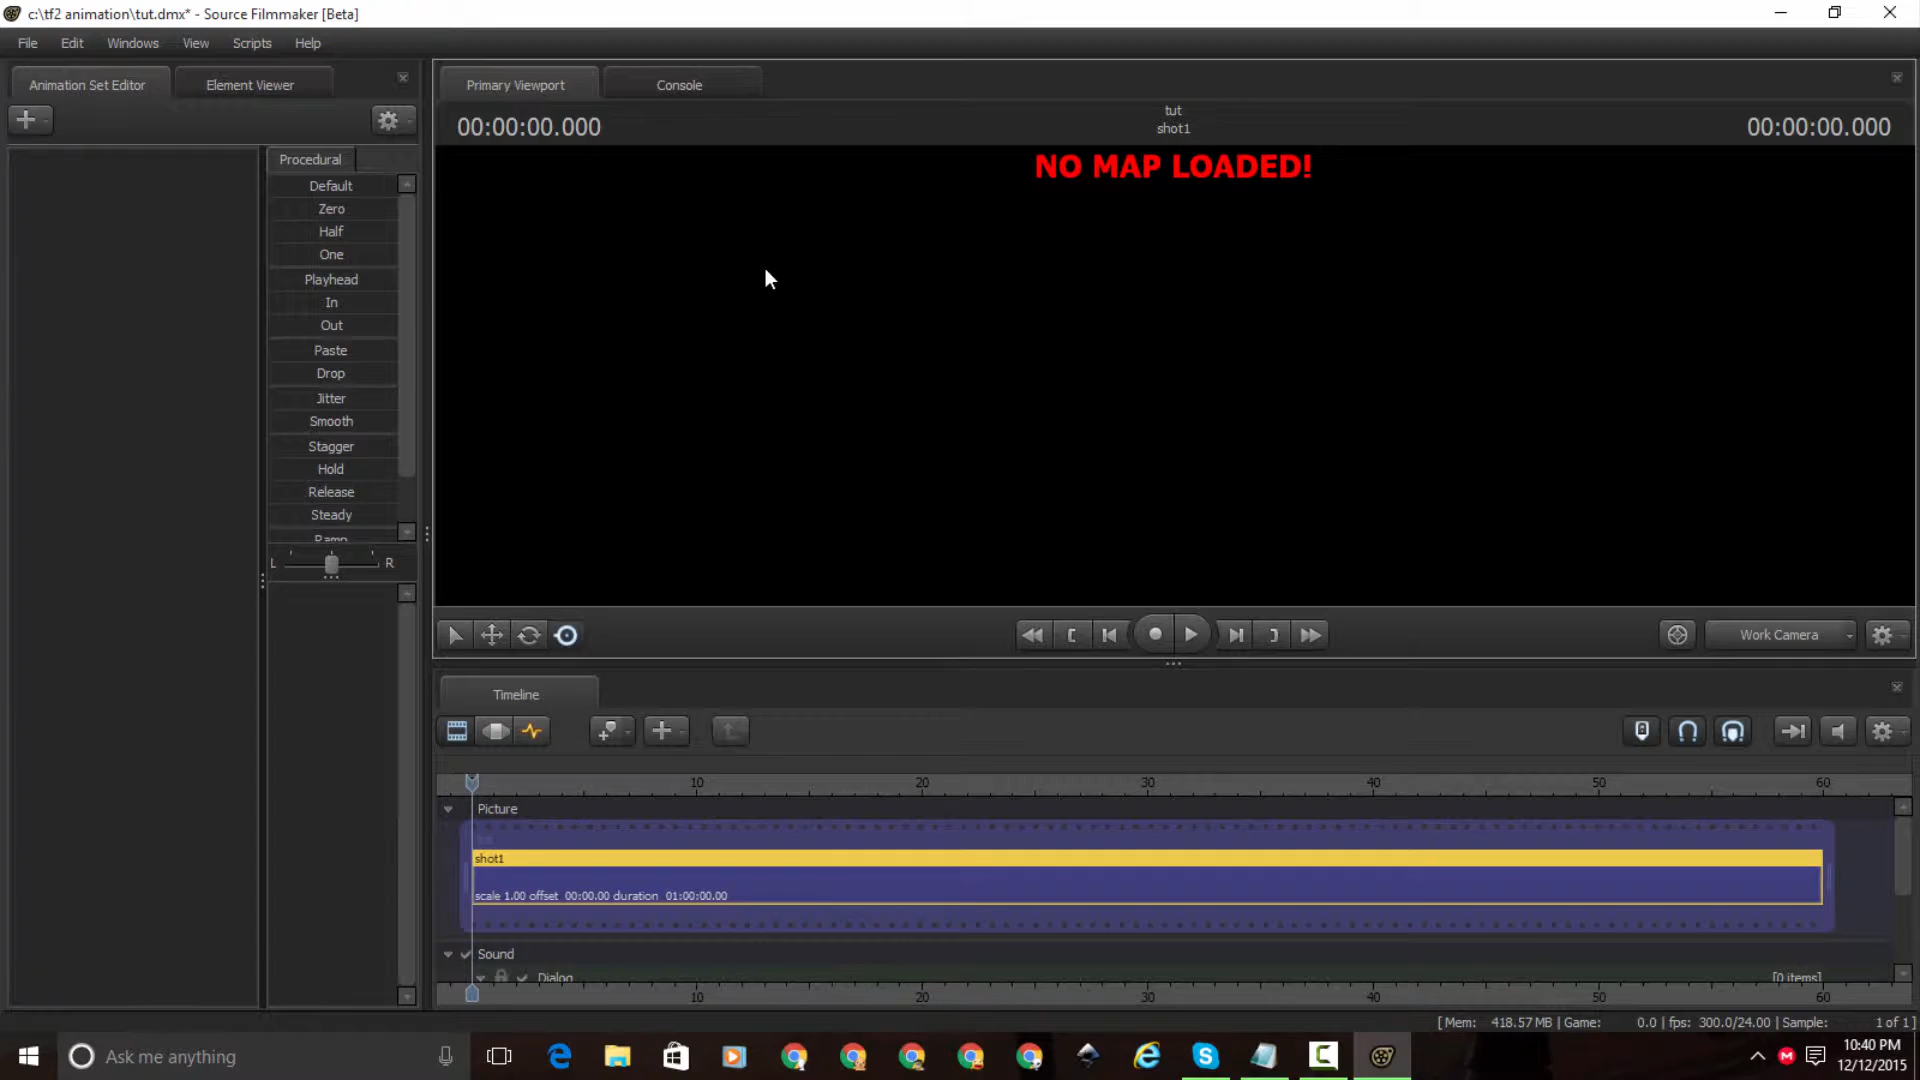 c:\tf2 animation\tut.dmx* - Source Filmmaker [Beta]
File Edit Windows View Scripts Help
Animation Set Editor Element Viewer
Primary Viewport Console
00:00:00.000
tut
shot1
00:00:00.000
NO MAP LOADED!
Procedural
Default
Zero
Half
One
Playhead
In
Out
Paste
Drop
Jitter
Smooth
Stagger
Hold
Release
Steady
Ramp
L R
Work Camera
Timeline
10 20 30 40 50 60
Picture
shot1
scale 1.00 offset 00:00.00 duration 01:00:00.00
Sound
Dialog [0 items]
10 20 30 40 50 60
[ Mem: 418.57 MB | Game: 0.0 | fps: 300.0/24.00 | Sample: 1 of 1 ]
Ask me anything
10:40 PM
12/12/2015